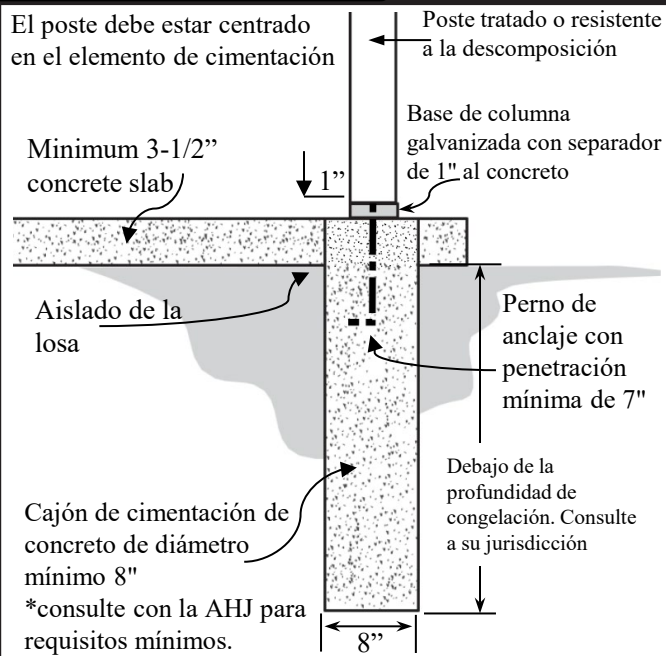 El poste debe estar centrado
en el elemento de cimentación
Poste tratado o resistente
a la descomposición
Base de columna
galvanizada con separador
de 1" al concreto
Minimum 3-1/2”
concrete slab
1”
Aislado de la
losa
Perno de
anclaje con
penetración
mínima de 7"
Debajo de la
profundidad de
congelación. Consulte
a su jurisdicción
Cajón de cimentación de
concreto de diámetro
mínimo 8"
*consulte con la AHJ para
requisitos mínimos.
8”